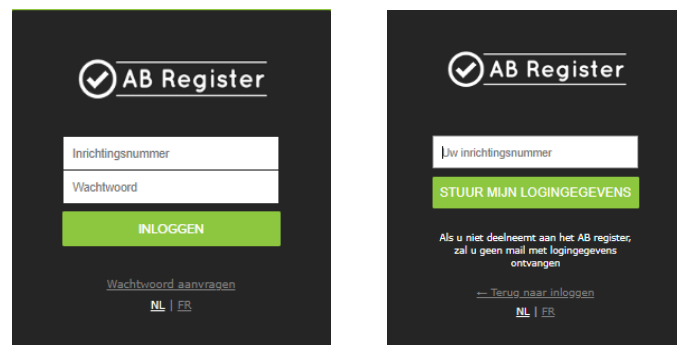 AB Register
Inrichtingsnummer
Wachtwoord
INLOGGEN
Wachtwoord aanvragen
NL | FR
AB Register
Uw inrichtingsnummer
STUUR MIJN LOGINGEGEVENS
Als u niet deelneemt aan het AB register,
zal u geen mail met logingegevens
ontvangen
← Terug naar inloggen
NL | FR